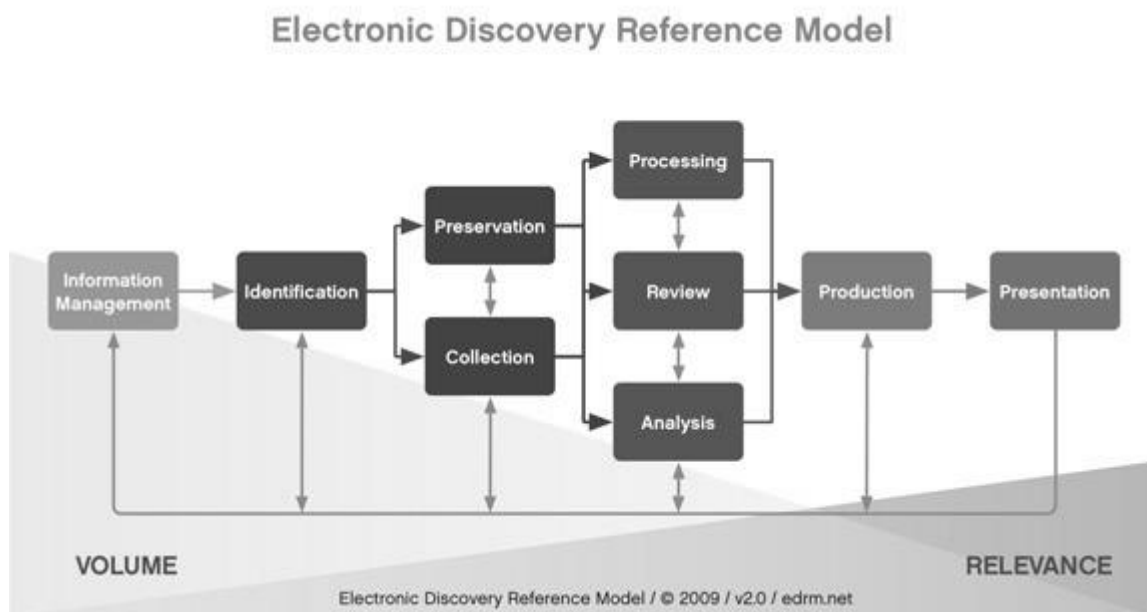 Electronic Discovery Reference Model
Processing
Preservation
Information
Management
Identification
Review
Production
Presentation
Collection
Analysis
VOLUME
RELEVANCE
Electronic Discovery Reference Model / © 2009 / v2.0 / edrm.net